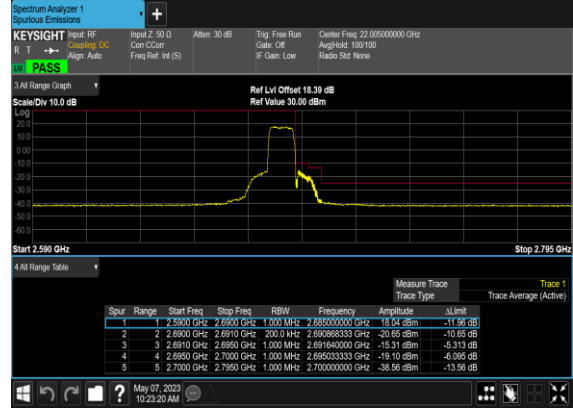 Spectrum Analyzer 1
Spurious Emissions
KEYSIGHT Input: RF Input Z: 50 Ω Atten: 30 dB Trig: Free Run Center Freq: 22.005000000 GHz
R T Coupling: DC Corr CCorr Gate: Off Avg|Hold: 100/100
Align: Auto Freq Ref: Int (S) IF Gain: Low Radio Std: None
PASS
3 All Range Graph
Ref Lvl Offset 18.39 dB
Scale/Div 10.0 dB Ref Value 30.00 dBm
Log
20.0
10.0
0.00
-10.0
-20.0
-30.0
-40.0
-50.0
-60.0
Start 2.590 GHz Stop 2.795 GHz
4 All Range Table
Measure Trace Trace 1
Trace Type Trace Average (Active)
Spur Range Start Freq Stop Freq RBW Frequency Amplitude ΔLimit
1 1 2.5900 GHz 2.6900 GHz 1.000 MHz 2.685000000 GHz 18.04 dBm -11.96 dB
2 2 2.6900 GHz 2.6910 GHz 200.0 kHz 2.690868333 GHz -20.65 dBm -10.65 dB
3 3 2.6910 GHz 2.6950 GHz 1.000 MHz 2.691640000 GHz -15.31 dBm -5.313 dB
4 4 2.6950 GHz 2.7000 GHz 1.000 MHz 2.695033333 GHz -19.10 dBm -6.095 dB
5 5 2.7000 GHz 2.7950 GHz 1.000 MHz 2.700000000 GHz -38.56 dBm -13.56 dB
May 07, 2023
10:23:20 AM